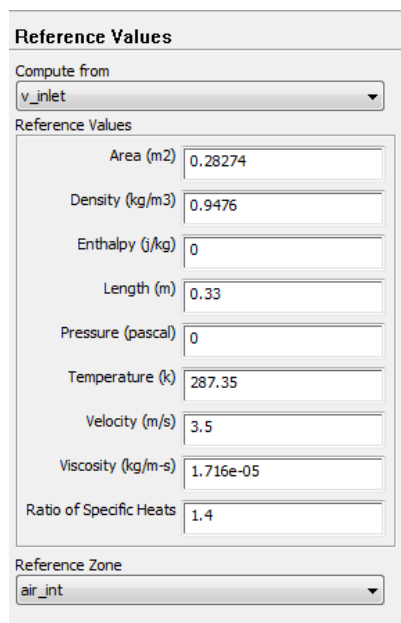 Reference Values
Compute from
v_inlet
Reference Values
Area (m2) 0.28274
Density (kg/m3) 0.9476
Enthalpy (j/kg) 0
Length (m) 0.33
Pressure (pascal) 0
Temperature (k) 287.35
Velocity (m/s) 3.5
Viscosity (kg/m-s) 1.716e-05
Ratio of Specific Heats 1.4
Reference Zone
air_int